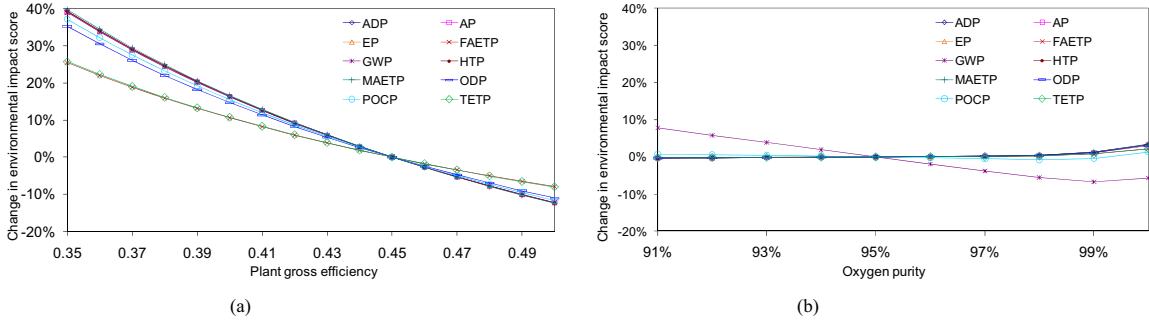 Change in environmental impact score
40%
30%
20%
10%
0%
-10%
-20%
ADP
AP
EP
FAETP
GWP
HTP
MAETP
ODP
POCP
TETP
0.35
0.37
0.39
0.41
0.43
0.45
0.47
0.49
Plant gross efficiency
(a)
Change in environmental impact score
40%
30%
20%
10%
0%
-10%
-20%
ADP
AP
EP
FAETP
GWP
HTP
MAETP
ODP
POCP
TETP
91%
93%
95%
97%
99%
Oxygen purity
(b)